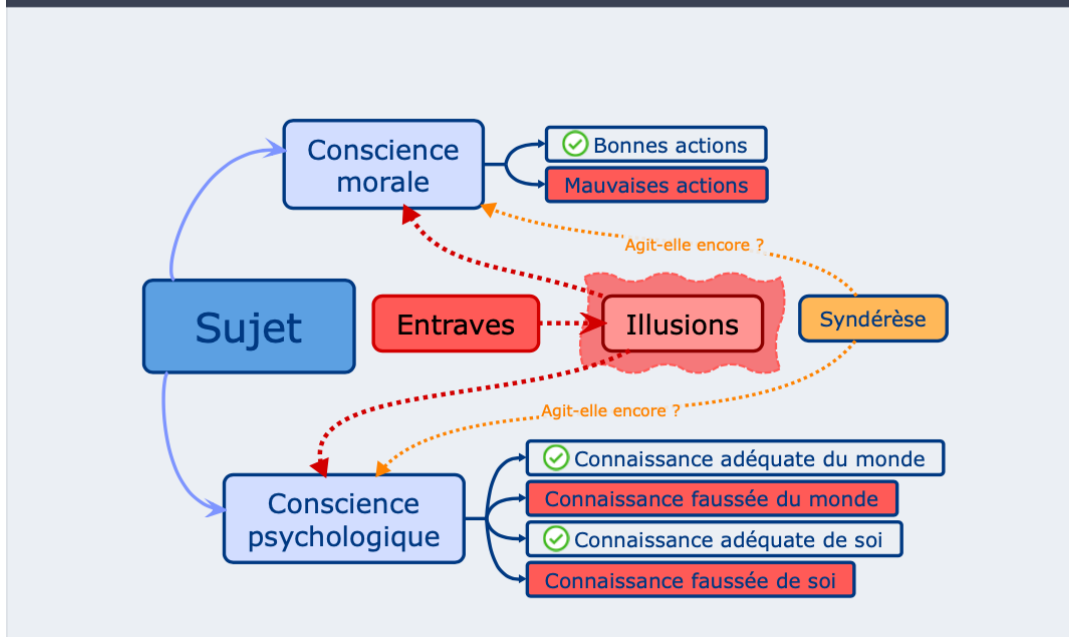 Conscience
morale
Bonnes actions
Mauvaises actions
Agit-elle encore ?
Sujet
Entraves
Illusions
Syndérèse
Agit-elle encore ?
Conscience
psychologique
Connaissance adéquate du monde
Connaissance faussée du monde
Connaissance adéquate de soi
Connaissance faussée de soi